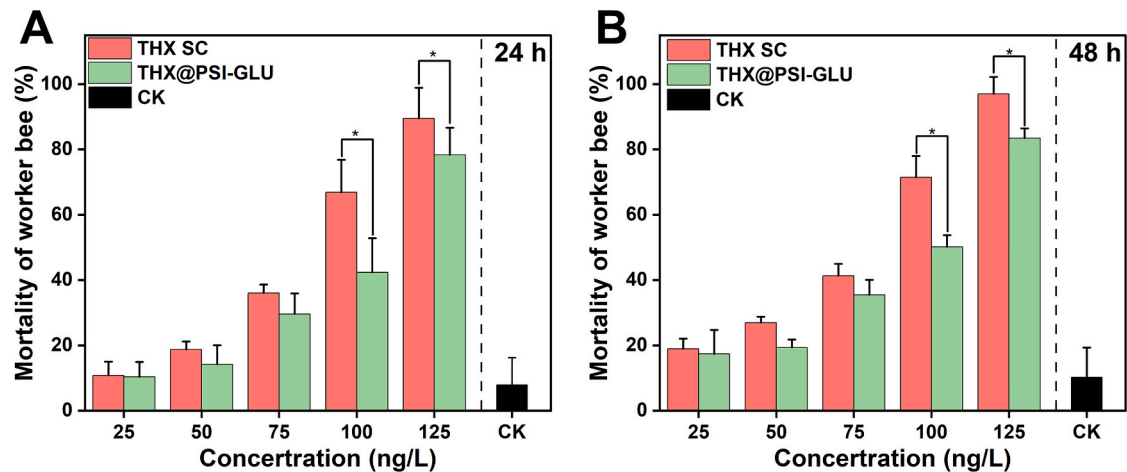 A
THX SC
THX@PSI-GLU
CK
24 h
*
*
Mortality of worker bee (%)
100
80
60
40
20
0
25 50 75 100 125 CK
Concertration (ng/L)
B
THX SC
THX@PSI-GLU
CK
48 h
*
*
Mortality of worker bee (%)
100
80
60
40
20
0
25 50 75 100 125 CK
Concertration (ng/L)